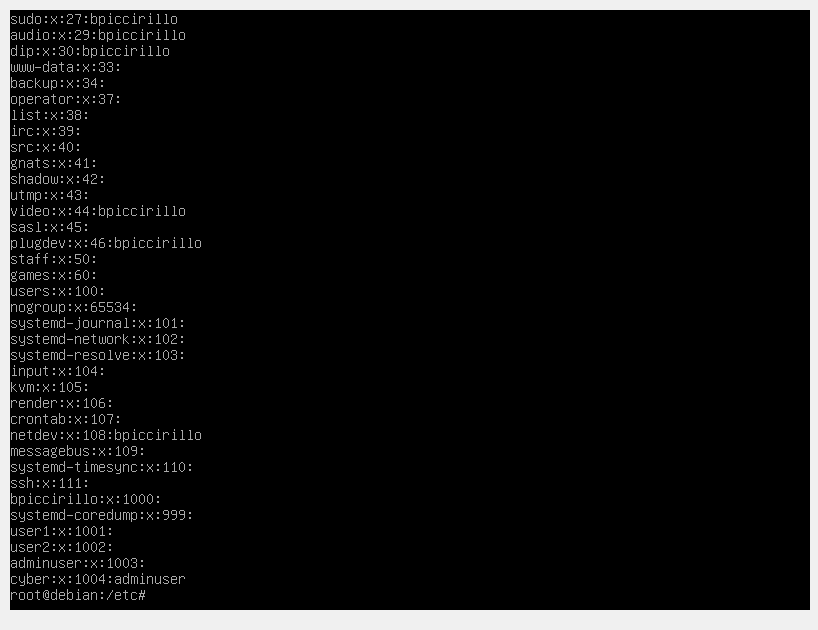 sudo:x:27:bpiccirillo
audio:x:29:bpiccirillo
dip:x:30:bpiccirillo
www-data:x:33:
backup:x:34:
operator:x:37:
list:x:38:
irc:x:39:
src:x:40:
gnats:x:41:
shadow:x:42:
utmp:x:43:
video:x:44:bpiccirillo
sasl:x:45:
plugdev:x:46:bpiccirillo
staff:x:50:
games:x:60:
users:x:100:
nogroup:x:65534:
systemd-journal:x:101:
systemd-network:x:102:
systemd-resolve:x:103:
input:x:104:
kvm:x:105:
render:x:106:
crontab:x:107:
netdev:x:108:bpiccirillo
messagebus:x:109:
systemd-timesync:x:110:
ssh:x:111:
bpiccirillo:x:1000:
systemd-coredump:x:999:
user1:x:1001:
user2:x:1002:
adminuser:x:1003:
cyber:x:1004:adminuser
root@debian:/etc#